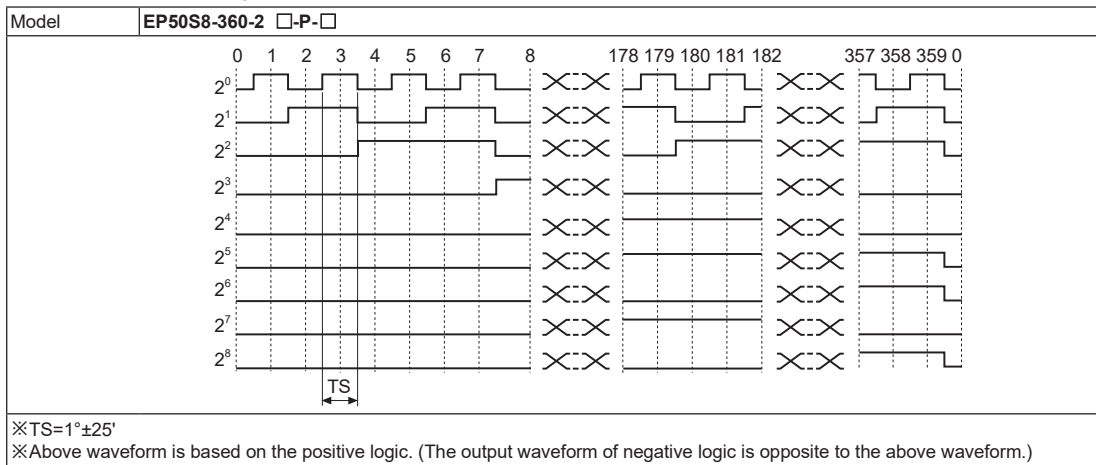 Model EP50S8-360-2 □-P-□
0 1 2 3 4 5 6 7 8 178 179 180 181 182 357 358 359 0
2⁰
2¹
2²
2³
2⁴
2⁵
2⁶
2⁷
2⁸
TS
※TS=1°±25'
※Above waveform is based on the positive logic. (The output waveform of negative logic is opposite to the above waveform.)